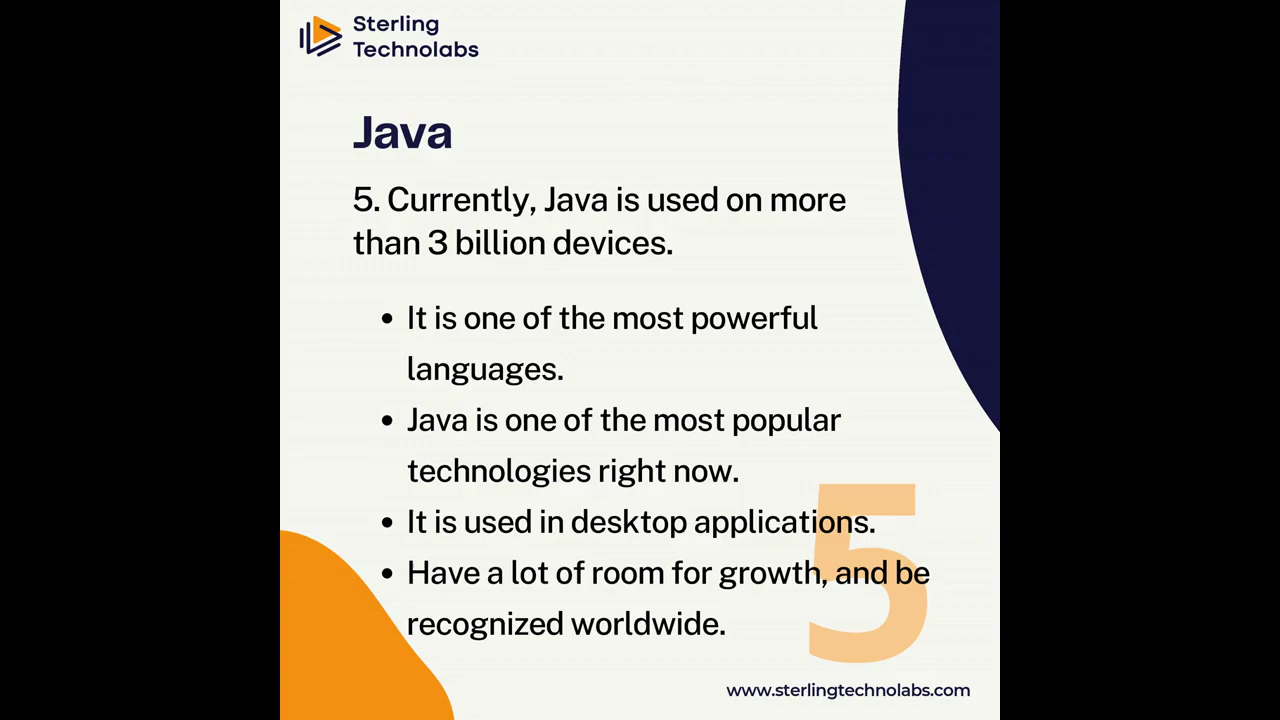 Sterling
Technolabs
Java
5. Currently, Java is used on more
than 3 billion devices.
• It is one of the most powerful
languages.
• Java is one of the most popular
technologies right now.
• It is used in desktop applications.
• Have a lot of room for growth, and be
recognized worldwide.
5
www.sterlingtechnolabs.com